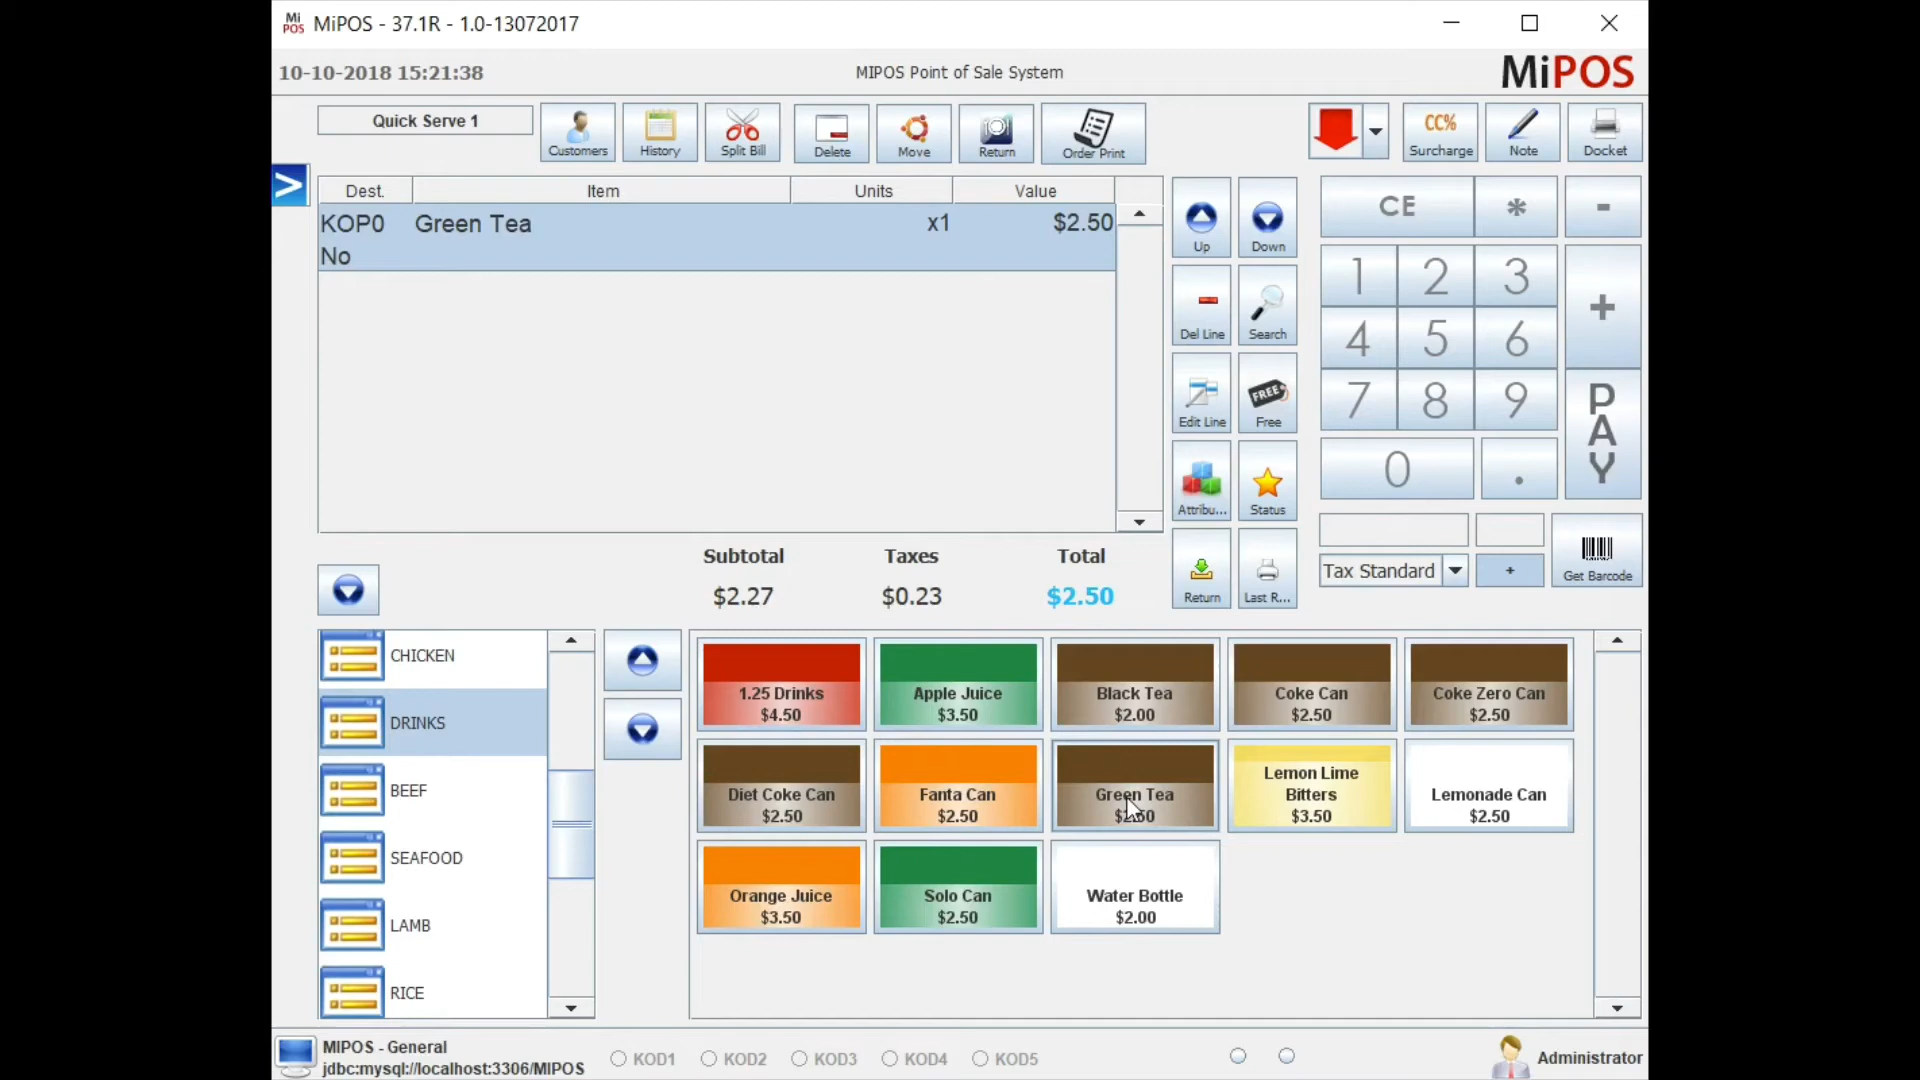 MiPOS - 37.1R - 1.0-13072017
10-10-2018 15:21:38
MIPOS Point of Sale System
MiPOS
Quick Serve 1
Customers
History
Split Bill
Delete
Move
Return
Order Print
CC%
Surcharge
Note
Docket
>
Dest. Item Units Value
KOP0 Green Tea x1 $2.50
No
Up
Down
Del Line
Search
Edit Line
FREE
Free
Attribu...
Status
Return
Last R...
CE * -
1 2 3 +
4 5 6
7 8 9
PAY
0 .
Tax Standard
+
Get Barcode
Subtotal Taxes Total
$2.27 $0.23 $2.50
CHICKEN
DRINKS
BEEF
SEAFOOD
LAMB
RICE
1.25 Drinks
$4.50
Apple Juice
$3.50
Black Tea
$2.00
Coke Can
$2.50
Coke Zero Can
$2.50
Diet Coke Can
$2.50
Fanta Can
$2.50
Green Tea
$2.50
Lemon Lime
Bitters
$3.50
Lemonade Can
$2.50
Orange Juice
$3.50
Solo Can
$2.50
Water Bottle
$2.00
MIPOS - General
jdbc:mysql://localhost:3306/MIPOS
KOD1 KOD2 KOD3 KOD4 KOD5
Administrator